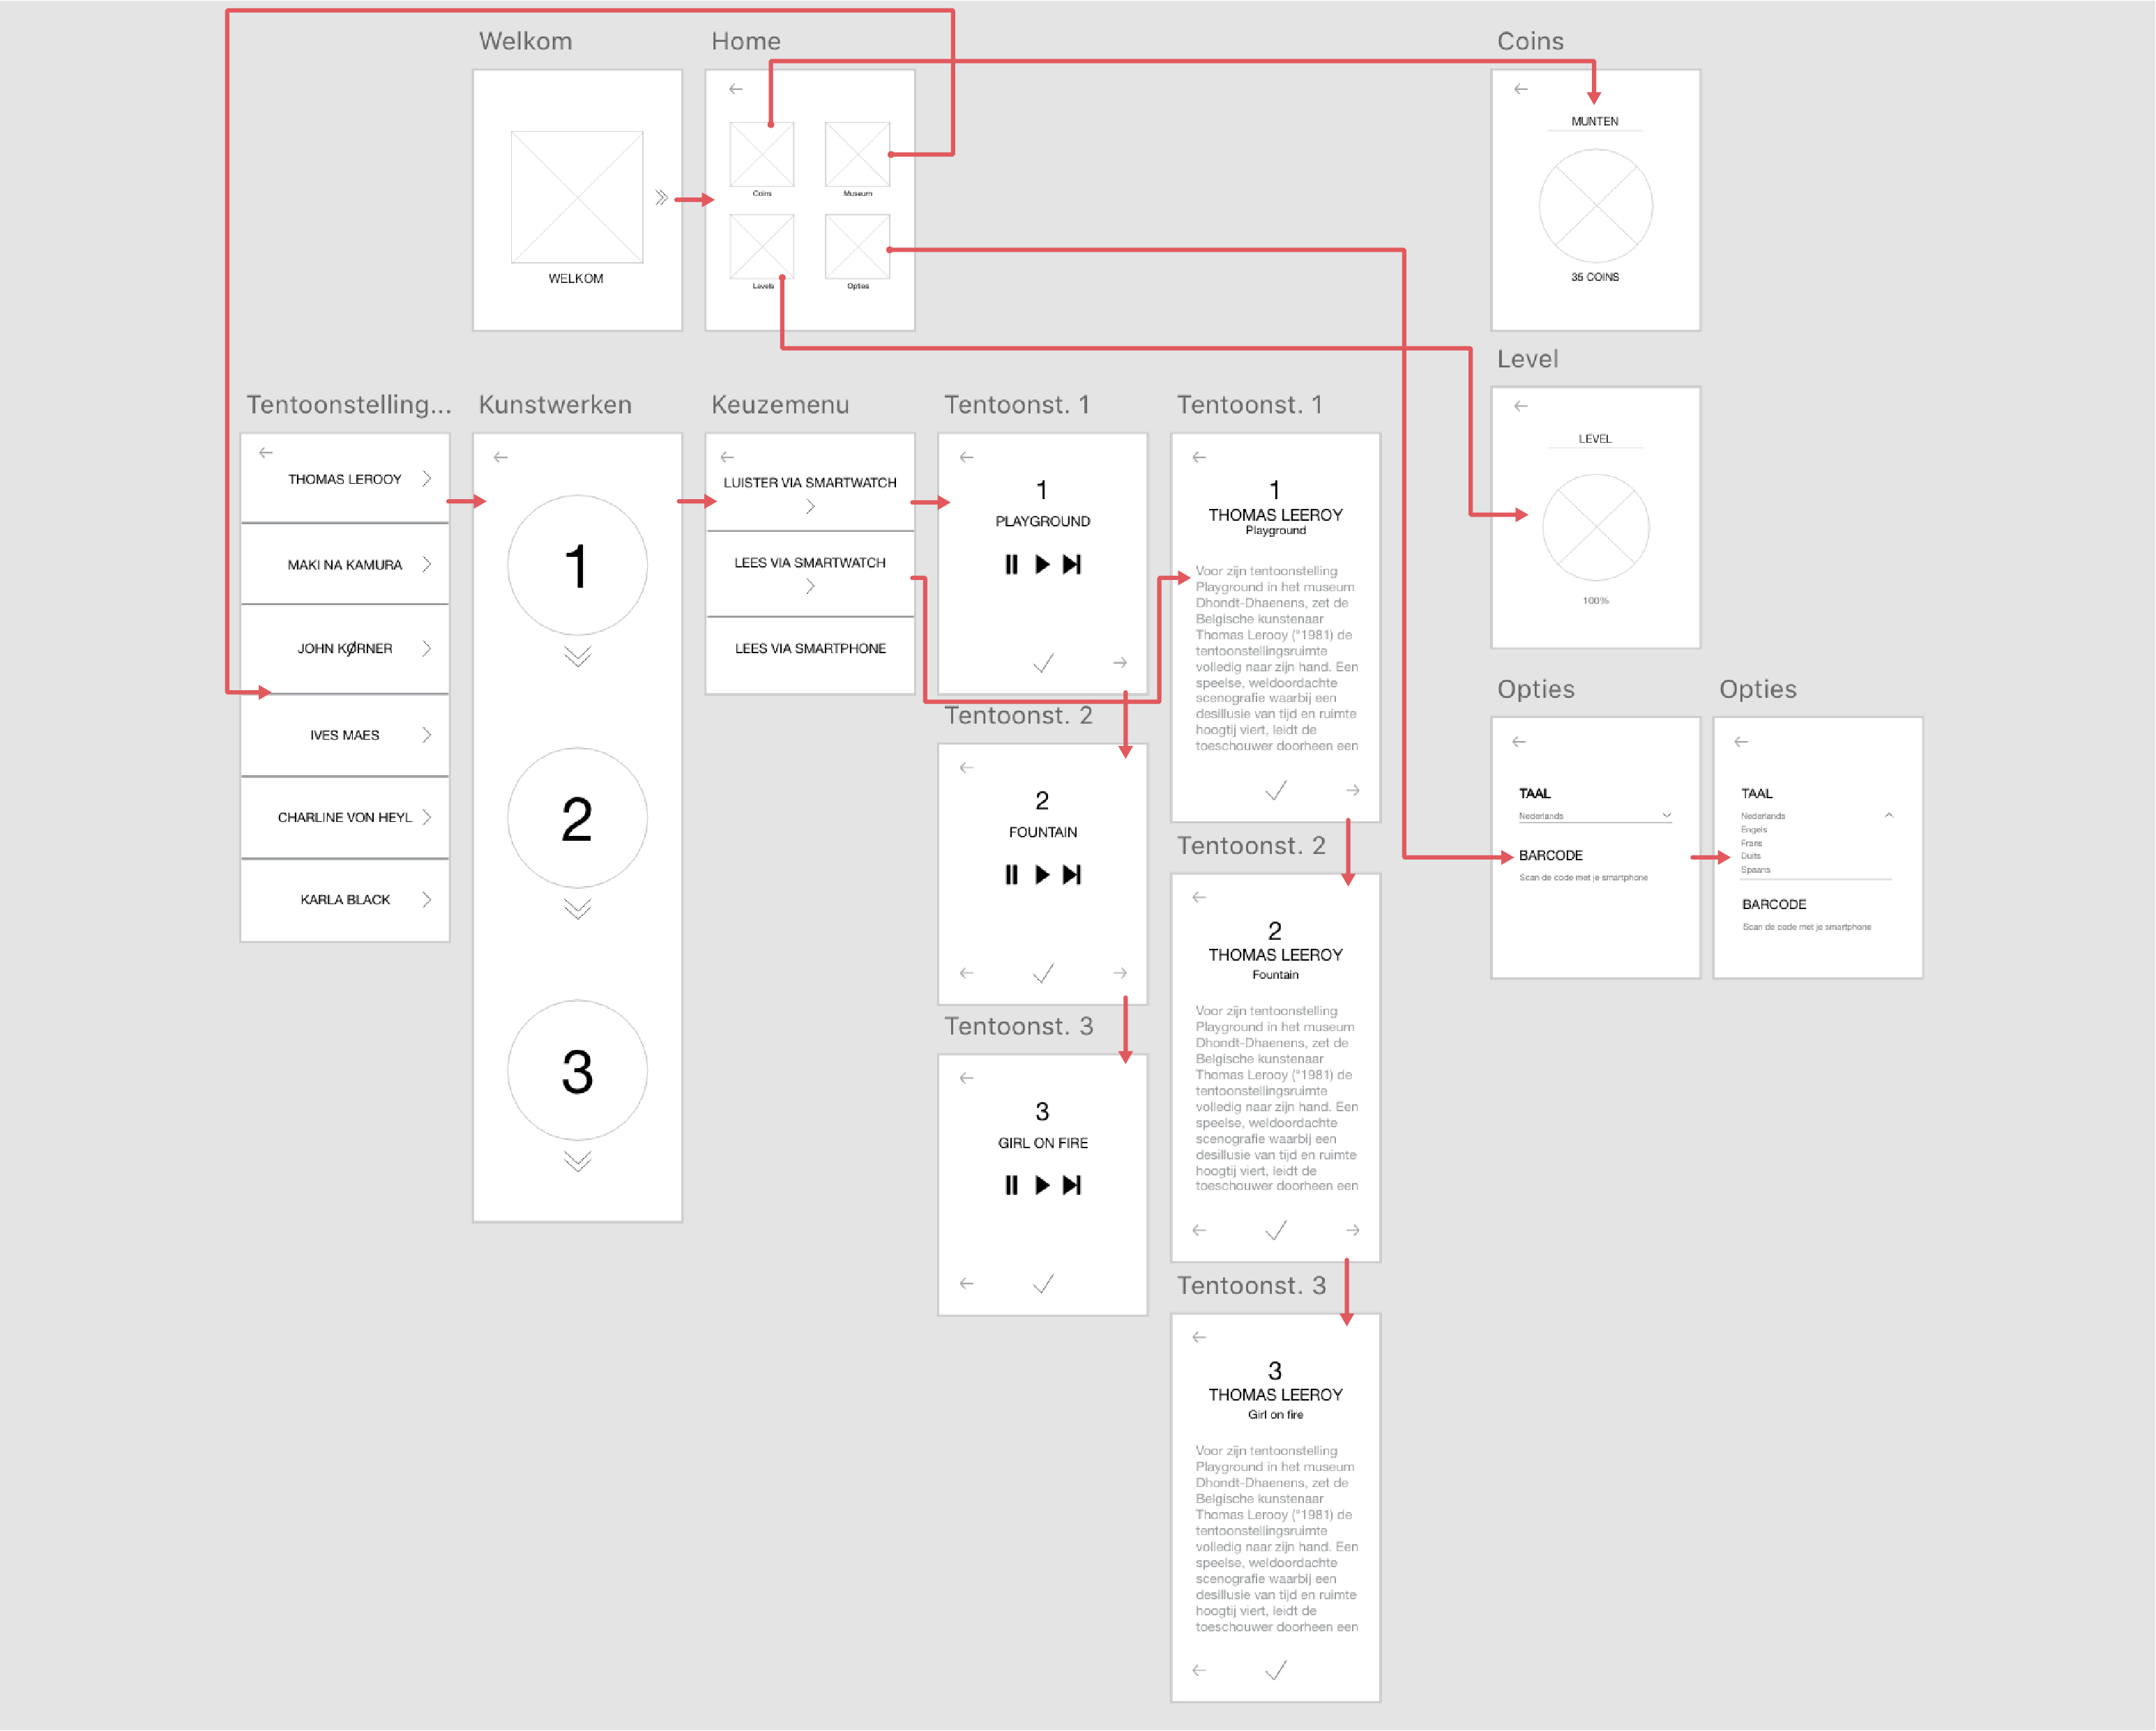 Welkom
WELKOM
Home
Coins
Museum
Levels
Opties
Coins
MUNTEN
35 COINS
Level
LEVEL
100%
Tentoonstelling...
THOMAS LEROOY
MAKI NA KAMURA
JOHN KØRNER
IVES MAES
CHARLINE VON HEYL
KARLA BLACK
Kunstwerken
1
2
3
Keuzemenu
LUISTER VIA SMARTWATCH
LEES VIA SMARTWATCH
LEES VIA SMARTPHONE
Tentoonst. 1
1
PLAYGROUND
Tentoonst. 2
2
FOUNTAIN
Tentoonst. 3
3
GIRL ON FIRE
Tentoonst. 1
1
THOMAS LEEROY
Playground
Voor zijn tentoonstelling
Playground in het museum
Dhondt-Dhaenens, zet de
Belgische kunstenaar
Thomas Lerooy (°1981) de
tentoonstellingsruimte
volledig naar zijn hand. Een
speelse, weldoordachte
scenografie waarbij een
desillusie van tijd en ruimte
hoogtij viert, leidt de
toeschouwer doorheen een
Tentoonst. 2
2
THOMAS LEEROY
Fountain
Voor zijn tentoonstelling
Playground in het museum
Dhondt-Dhaenens, zet de
Belgische kunstenaar
Thomas Lerooy (°1981) de
tentoonstellingsruimte
volledig naar zijn hand. Een
speelse, weldoordachte
scenografie waarbij een
desillusie van tijd en ruimte
hoogtij viert, leidt de
toeschouwer doorheen een
Tentoonst. 3
3
THOMAS LEEROY
Girl on fire
Voor zijn tentoonstelling
Playground in het museum
Dhondt-Dhaenens, zet de
Belgische kunstenaar
Thomas Lerooy (°1981) de
tentoonstellingsruimte
volledig naar zijn hand. Een
speelse, weldoordachte
scenografie waarbij een
desillusie van tijd en ruimte
hoogtij viert, leidt de
toeschouwer doorheen een
Opties
TAAL
Nederlands
BARCODE
Scan de code met je smartphone
Opties
TAAL
Nederlands
Engels
Frans
Duits
Spaans
BARCODE
Scan de code met je smartphone